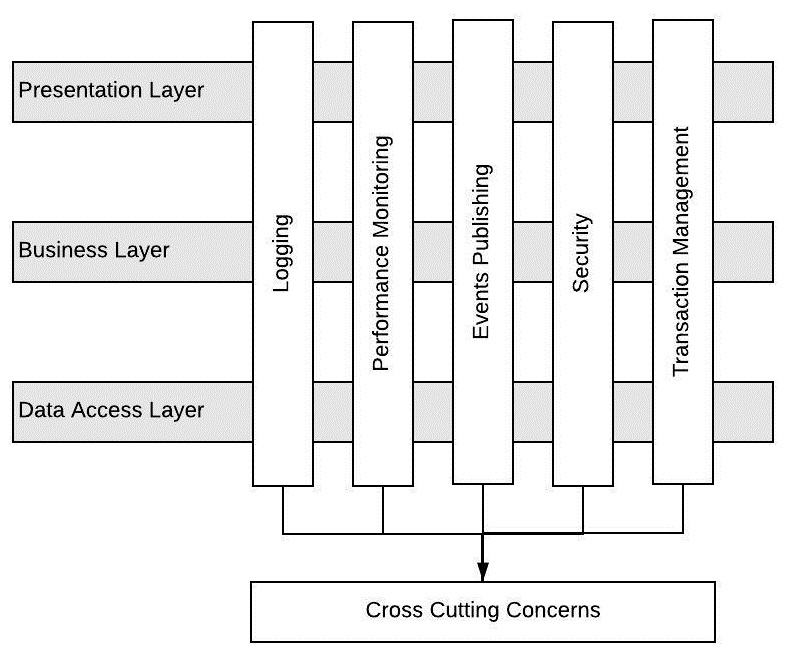 Presentation Layer
Business Layer
Data Access Layer
Logging
Performance Monitoring
Events Publishing
Security
Transaction Management
Cross Cutting Concerns